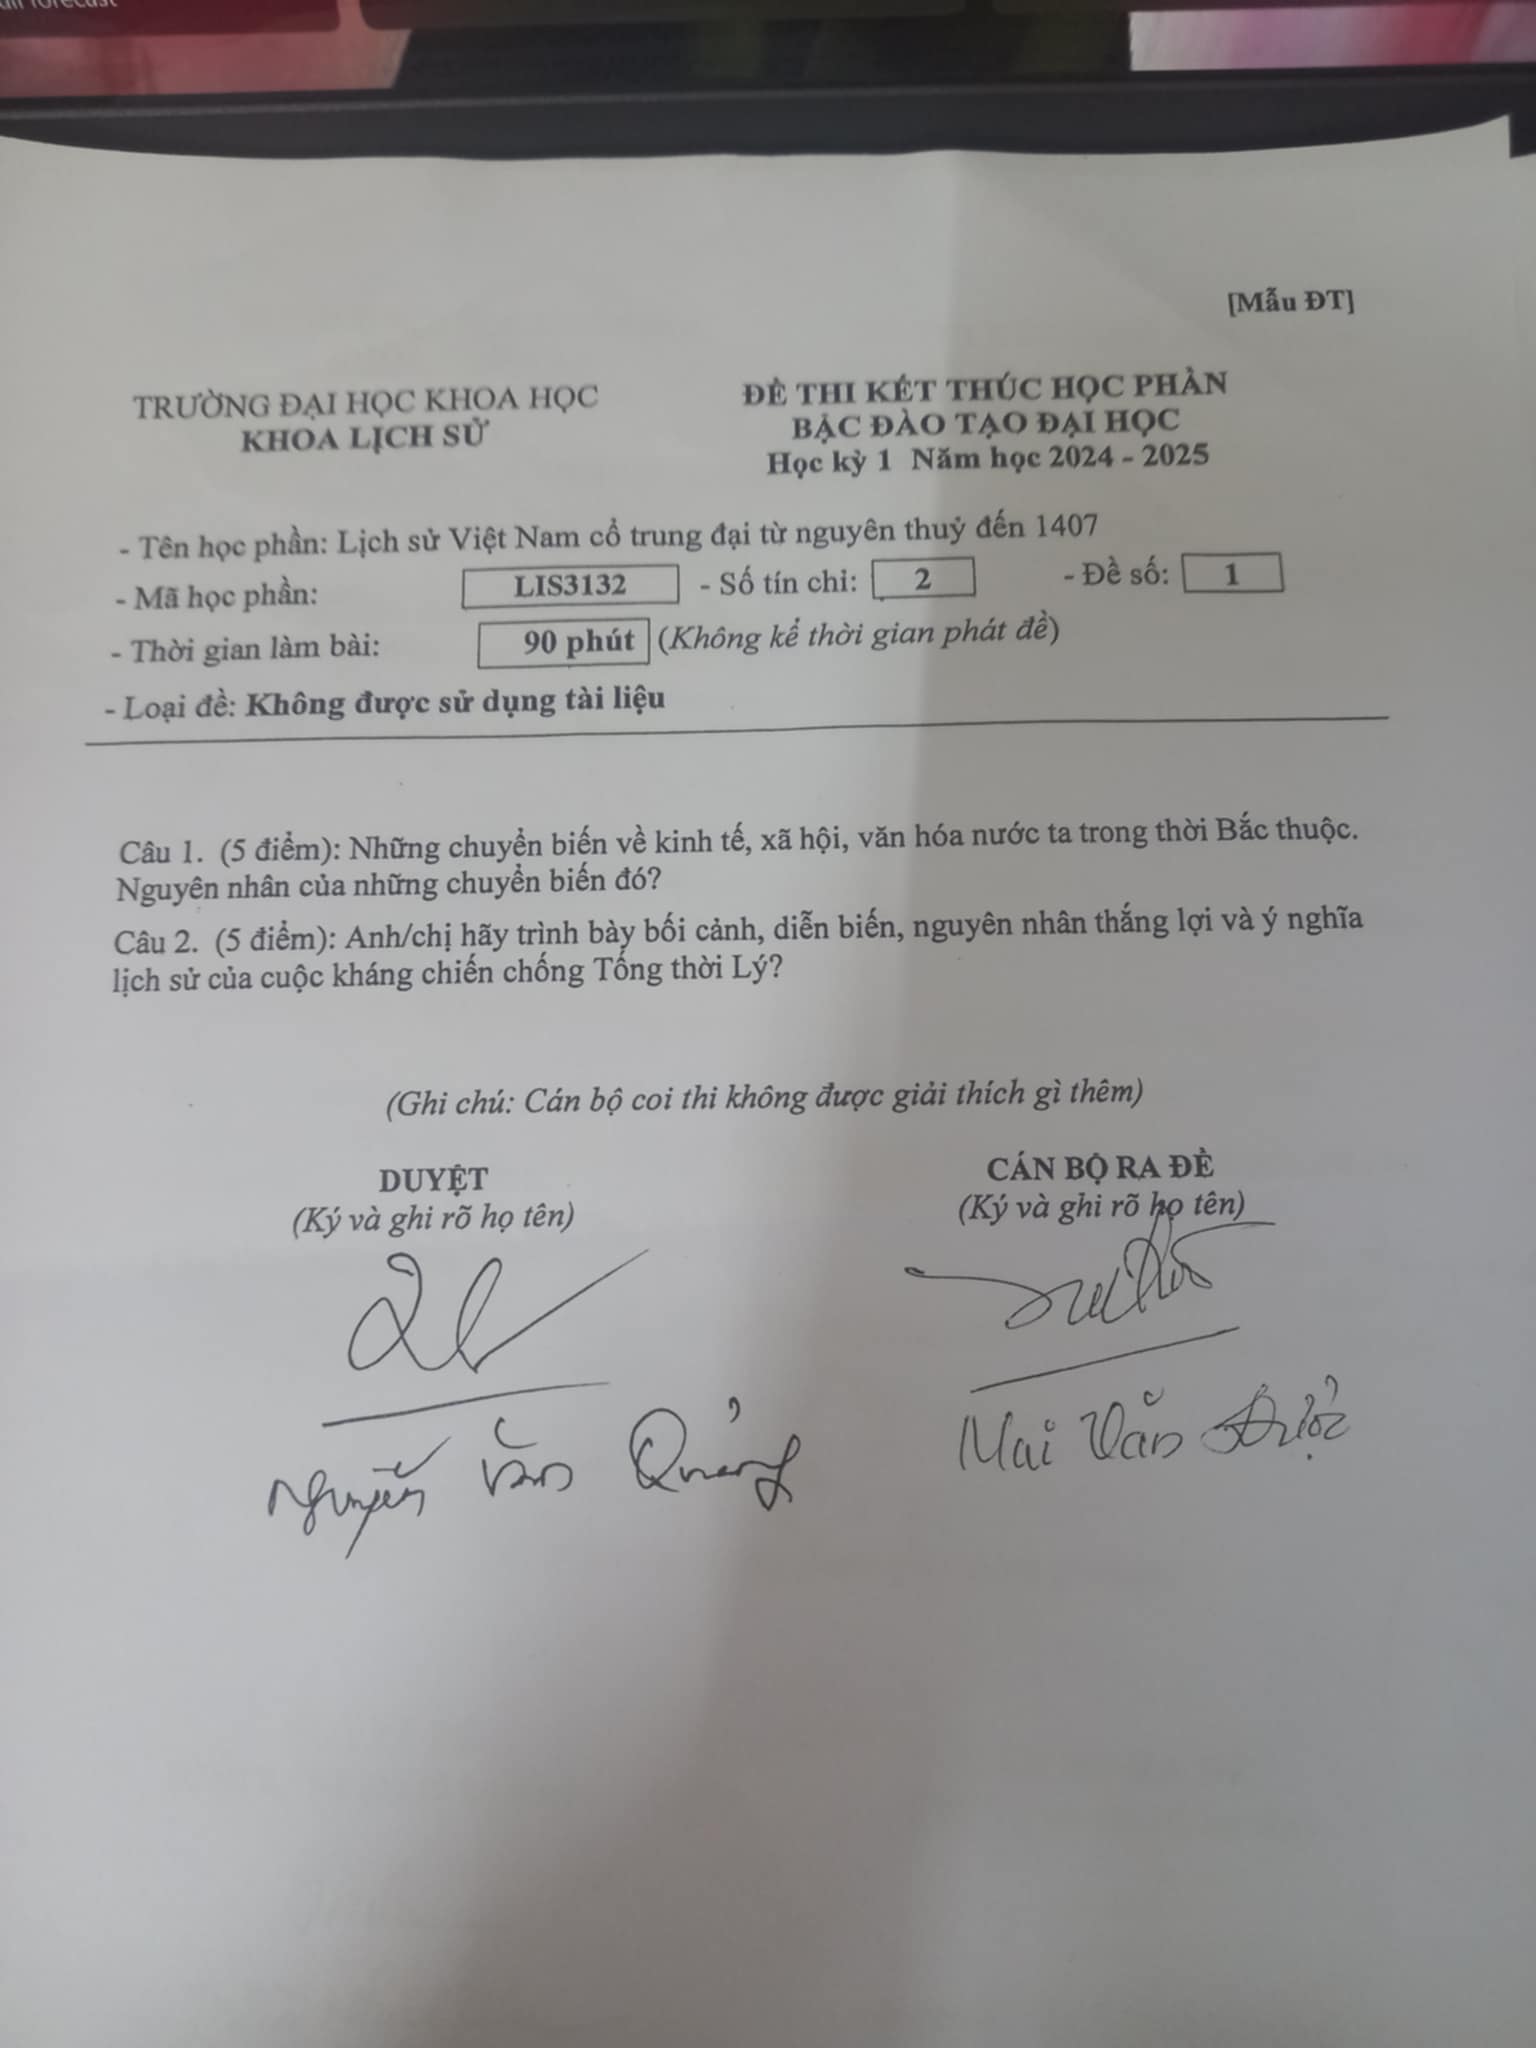 [Mẫu ĐT]
TRƯỜNG ĐẠI HỌC KHOA HỌC
KHOA LỊCH SỬ
ĐỀ THI KẾT THÚC HỌC PHẦN
BẬC ĐÀO TẠO ĐẠI HỌC
Học kỳ 1 Năm học 2024 - 2025
- Tên học phần: Lịch sử Việt Nam cổ trung đại từ nguyên thuỷ đến 1407
- Mã học phần: LIS3132 - Số tín chỉ: 2 - Đề số: 1
- Thời gian làm bài: 90 phút (Không kể thời gian phát đề)
- Loại đề: Không được sử dụng tài liệu
Câu 1. (5 điểm): Những chuyển biến về kinh tế, xã hội, văn hóa nước ta trong thời Bắc thuộc.
Nguyên nhân của những chuyển biến đó?
Câu 2. (5 điểm): Anh/chị hãy trình bày bối cảnh, diễn biến, nguyên nhân thắng lợi và ý nghĩa
lịch sử của cuộc kháng chiến chống Tống thời Lý?
(Ghi chú: Cán bộ coi thi không được giải thích gì thêm)
DUYỆT
(Ký và ghi rõ họ tên)
Nguyễn Văn Quảng
CÁN BỘ RA ĐỀ
(Ký và ghi rõ họ tên)
Mai Văn Được